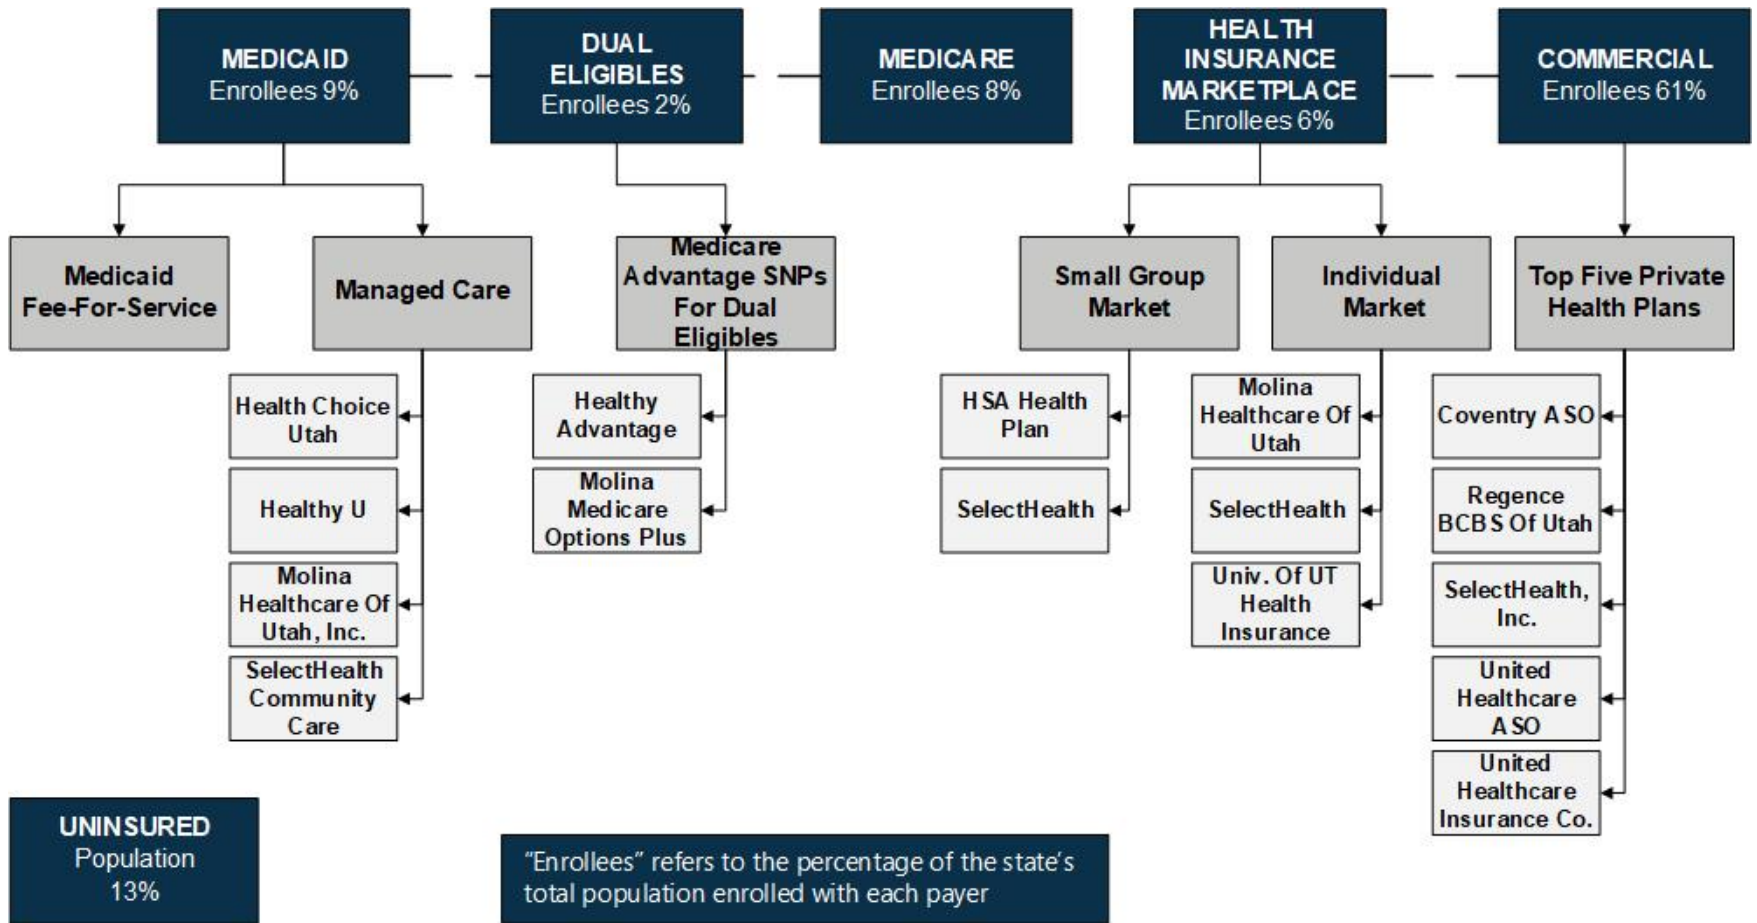 MEDICAID
Enrollees 9%
DUAL
ELIGIBLES
Enrollees 2%
MEDICARE
Enrollees 8%
HEALTH
INSURANCE
MARKETPLACE
Enrollees 6%
COMMERCIAL
Enrollees 61%
Medicaid
Fee-For-Service
Managed Care
Medicare
Advantage SNPs
For Dual
Eligibles
Small Group
Market
Individual
Market
Top Five Private
Health Plans
Health Choice
Utah
Healthy U
Molina
Healthcare Of
Utah, Inc.
SelectHealth
Community
Care
Healthy
Advantage
Molina
Medicare
Options Plus
HSA Health
Plan
SelectHealth
Molina
Healthcare Of
Utah
SelectHealth
Univ. Of UT
Health
Insurance
Coventry ASO
Regence
BCBS Of Utah
SelectHealth,
Inc.
United
Healthcare
ASO
United
Healthcare
Insurance Co.
UNINSURED
Population
13%
“Enrollees” refers to the percentage of the state’s
total population enrolled with each payer